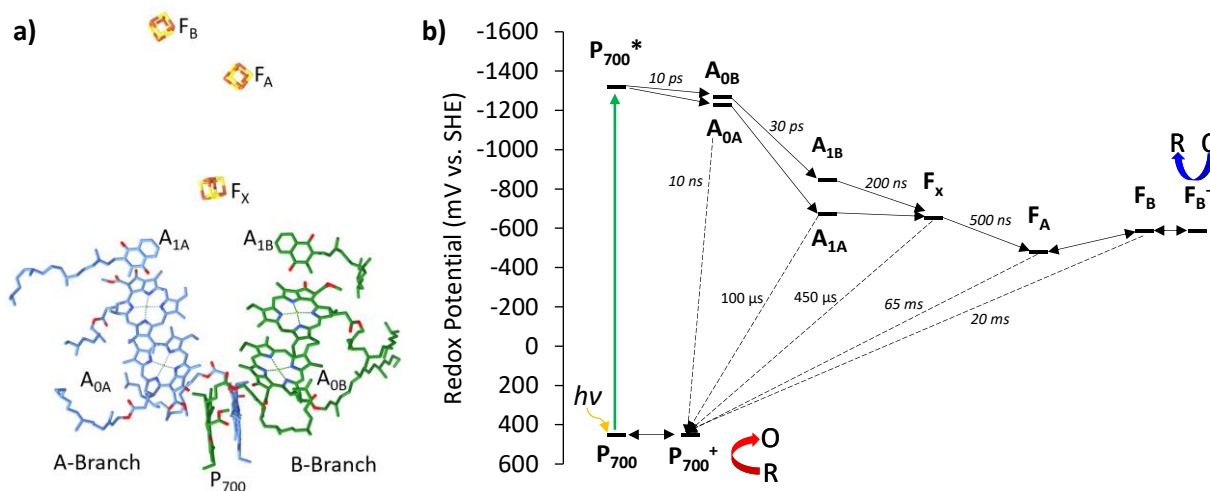 a)
F_B
F_A
F_X
A_1A
A_1B
A_0A
A_0B
A-Branch
B-Branch
P_700
b)
Redox Potential (mV vs. SHE)
-1600
-1400
-1200
-1000
-800
-600
-400
-200
0
200
400
600
P_700*
10 ps
A_0B
A_0A
30 ps
A_1B
10 ns
200 ns
F_x
A_1A
500 ns
F_A
F_B
F_B^-
R
100 µs
450 µs
65 ms
20 ms
hν
P_700
P_700^+
O
R